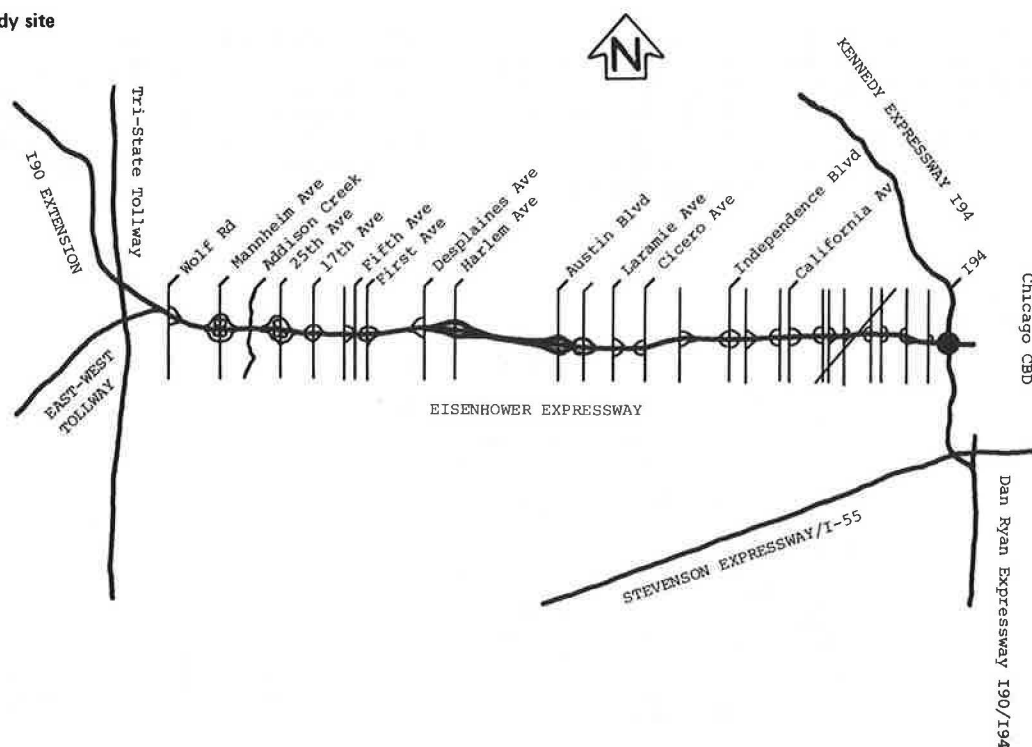 dy site
N
KENNEDY EXPRESSWAY I94
Tri-State Tollway
I90 EXTENSION
Wolf Rd
Mannheim Ave
Addison Creek
25th Ave
17th Ave
Fifth Ave
First Ave
Desplaines Ave
Harlem Ave
Austin Blvd
Laramie Ave
Cicero Ave
Independence Blvd
California Av
I94
Chicago CBD
EAST-WEST
TOLLWAY
EISENHOWER EXPRESSWAY
STEVENSON EXPRESSWAY/I-55
Dan Ryan Expressway I90/I94